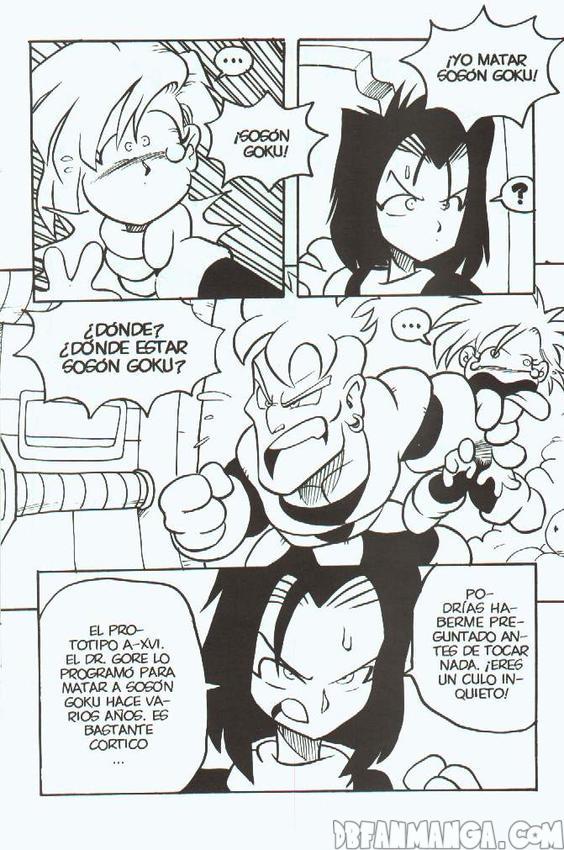 ...
¡SOSÓN
GOKU!
¡YO MATAR
SOSÓN GOKU!
?
¿DÓNDE?
¿DÓNDE ESTAR
SOSÓN GOKU?
...
EL PRO-
TOTIPO A-XVI.
EL DR. GORE LO
PROGRAMÓ PARA
MATAR A SOSÓN
GOKU HACE VA-
RIOS AÑOS. ES
BASTANTE
CORTICO
...
PO-
DRÍAS HA-
BERME PRE-
GUNTADO AN-
TES DE TOCAR
NADA. ¡ERES
UN CULO IN-
QUIETO!
DBFANMANGA.COM